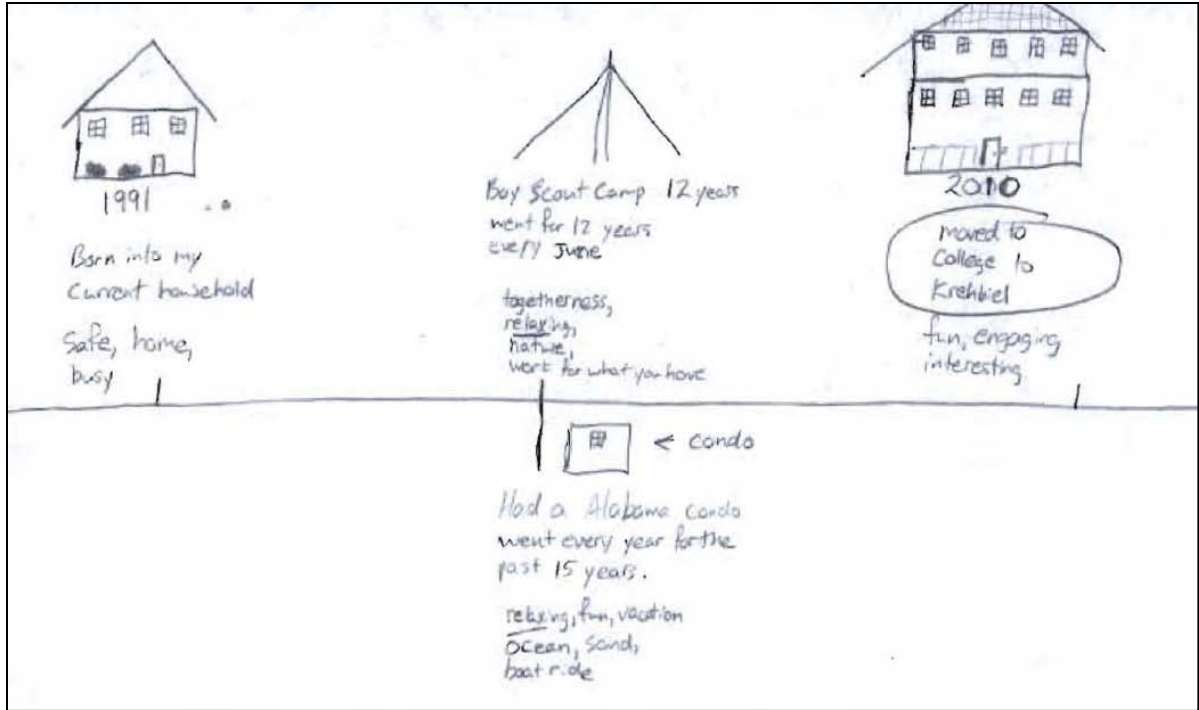 1991
Born into my
Current household
Safe, home,
busy
Boy Scout Camp 12 years
went for 12 years
every June
togetherness,
relaxing,
nature,
work for what you have
2010
moved to
College to
Krehbiel
fun, engaging,
interesting
< condo
Had a Alabama condo
went every year for the
past 15 years.
relaxing, fun, vacation
ocean, sand,
boat ride